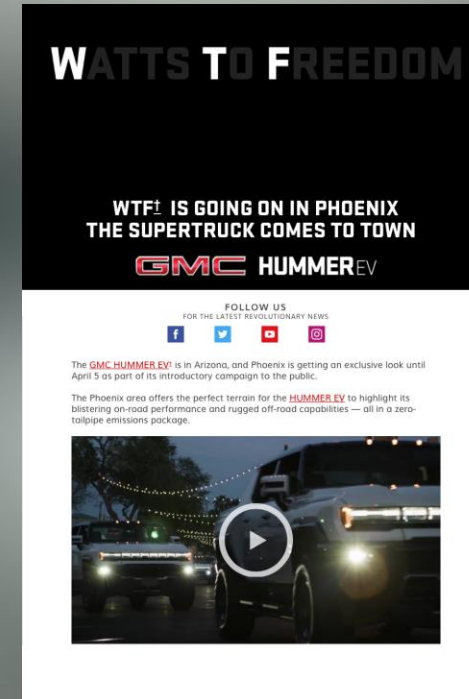 WATTS TO FREEDOM
WTF† IS GOING ON IN PHOENIX
THE SUPERTRUCK COMES TO TOWN
GMC HUMMER EV
FOLLOW US
FOR THE LATEST REVOLUTIONARY NEWS
The GMC HUMMER EV† is in Arizona, and Phoenix is getting an exclusive look until
April 5 as part of its introductory campaign to the public.
The Phoenix area offers the perfect terrain for the HUMMER EV to highlight its
blistering on-road performance and rugged off-road capabilities — all in a zero-
tailpipe emissions package.